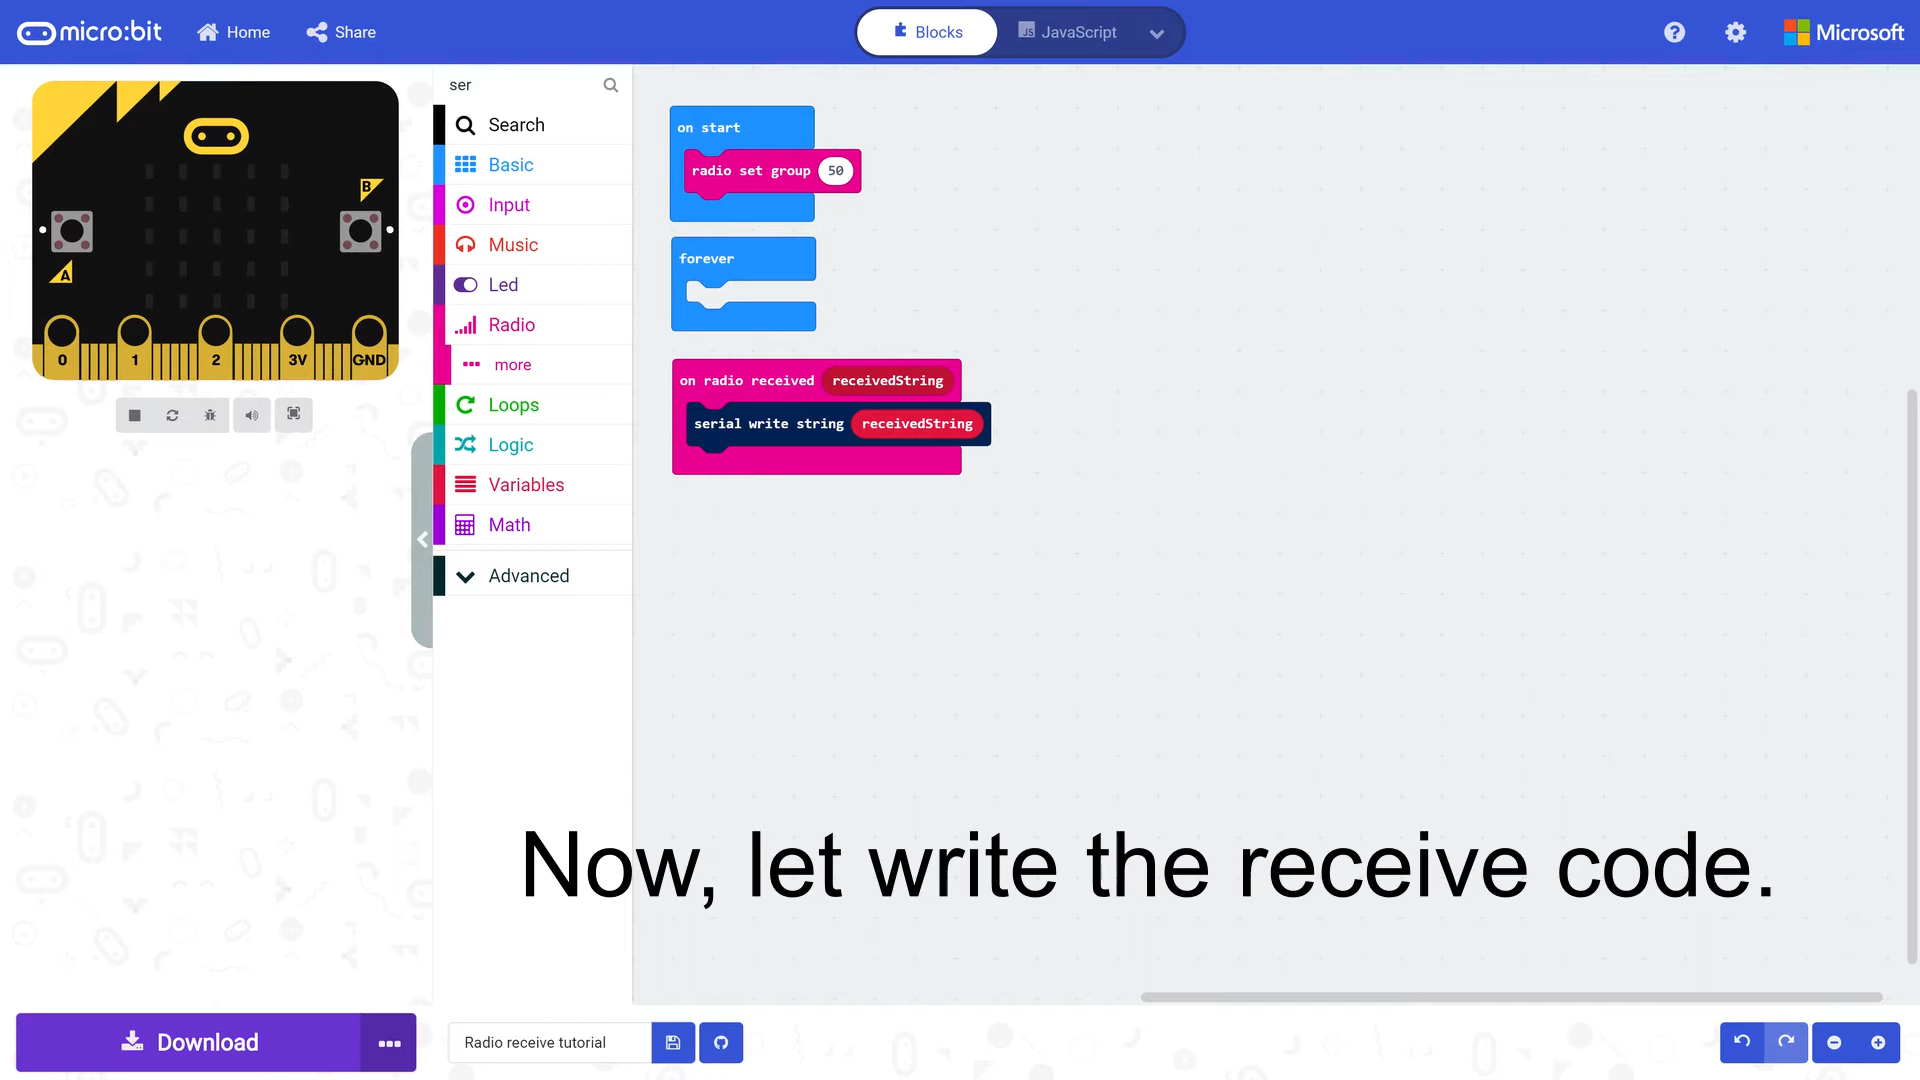 micro:bit
Home
Share
Blocks
JS JavaScript
Microsoft
ser
Search
Basic
Input
Music
Led
Radio
more
Loops
Logic
Variables
Math
Advanced
B
A
0 1 2 3V GND
on start
radio set group 50
forever
on radio received receivedString
serial write string receivedString
Now, let write the receive code.
Download
Radio receive tutorial